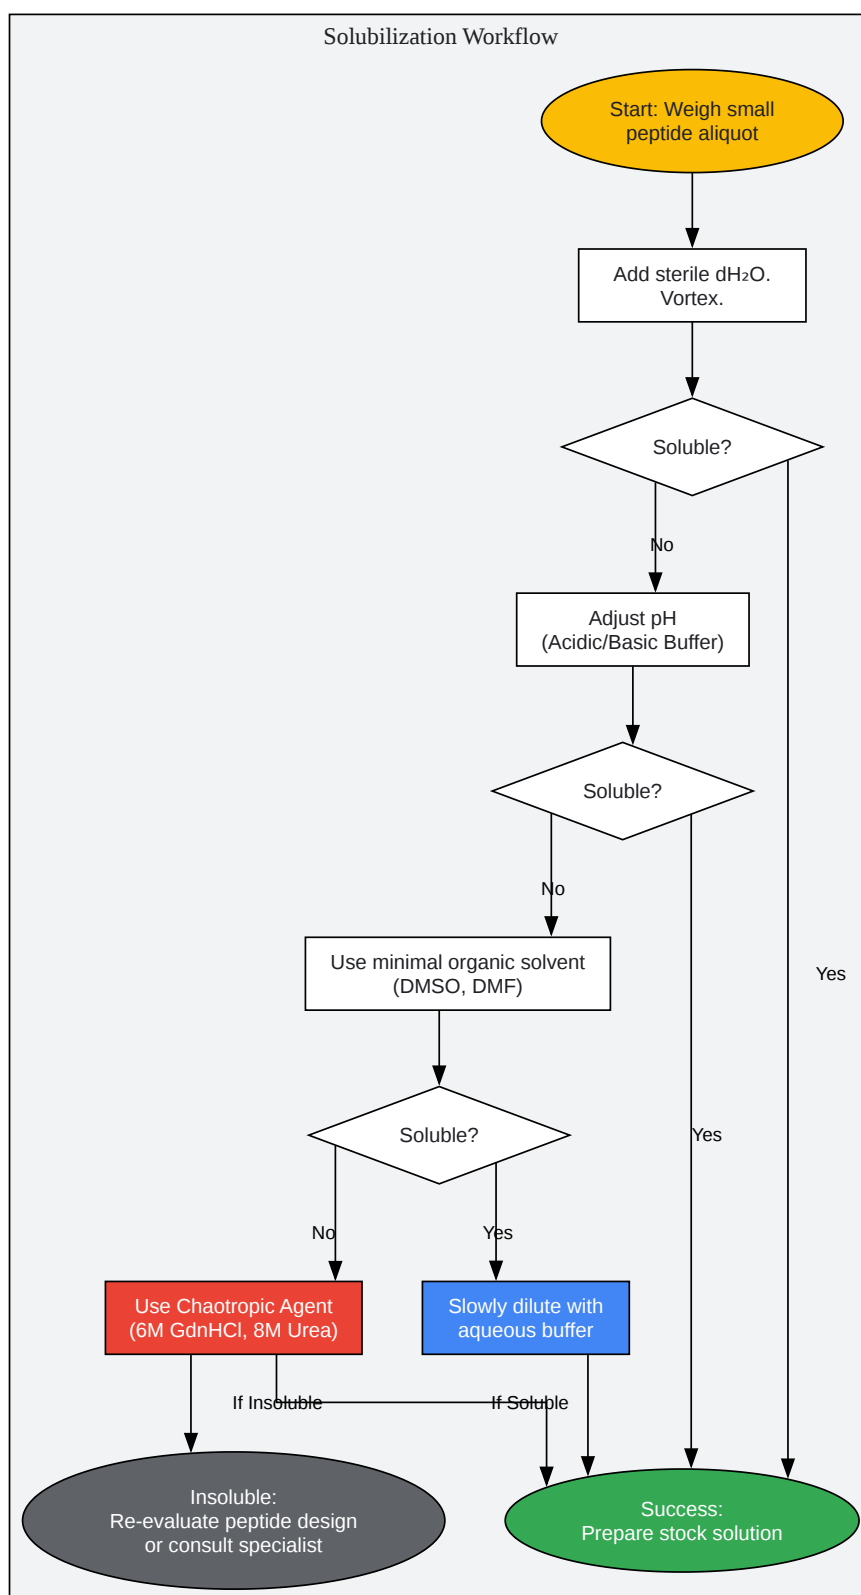 Solubilization Workflow
Start: Weigh small
peptide aliquot
Add sterile dH₂O.
Vortex.
Soluble?
No
Adjust pH
(Acidic/Basic Buffer)
Soluble?
No
Use minimal organic solvent
(DMSO, DMF)
Yes
Soluble?
Yes
No
Yes
Use Chaotropic Agent
(6M GdnHCl, 8M Urea)
Slowly dilute with
aqueous buffer
If Insoluble
If Soluble
Insoluble:
Re-evaluate peptide design
or consult specialist
Success:
Prepare stock solution